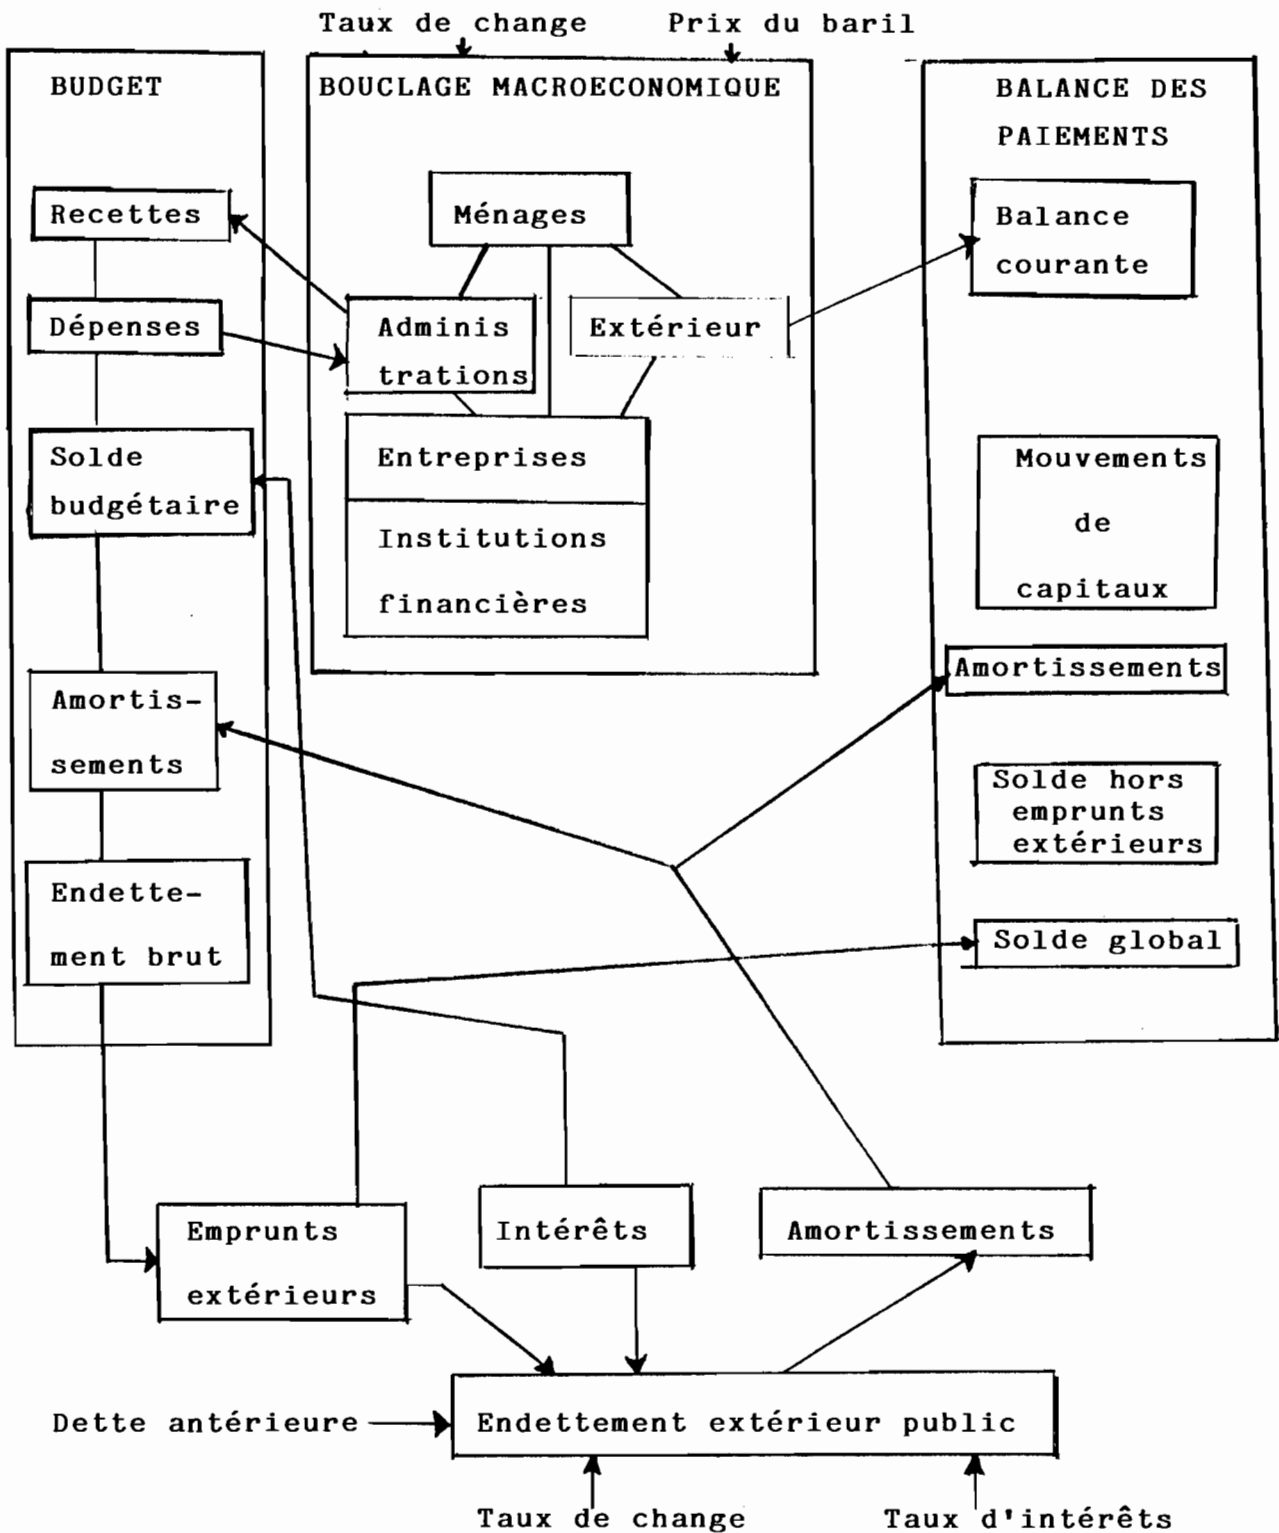 Taux de change
Prix du baril
BUDGET
Recettes
Dépenses
Solde
budgétaire
Amortis-
sements
Endette-
ment brut
BOUCLAGE MACROECONOMIQUE
Ménages
Adminis
trations
Extérieur
Entreprises
Institutions
financières
BALANCE DES
PAIEMENTS
Balance
courante
Mouvements
de
capitaux
Amortissements
Solde hors
emprunts
extérieurs
Solde global
Emprunts
extérieurs
Intérêts
Amortissements
Dette antérieure
Endettement extérieur public
Taux de change
Taux d'intérêts